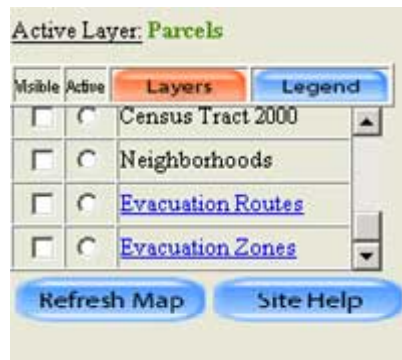 Active Layer: Parcels
Visible Active Layers Legend
Census Tract 2000
Neighborhoods
Evacuation Routes
Evacuation Zones
Refresh Map Site Help